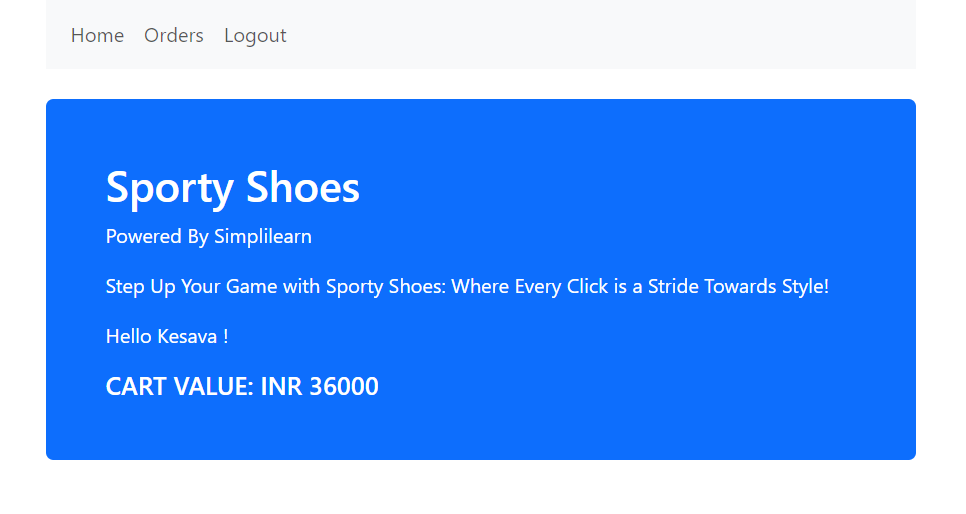 Home Orders Logout
Sporty Shoes
Powered By Simplilearn
Step Up Your Game with Sporty Shoes: Where Every Click is a Stride Towards Style!
Hello Kesava !
CART VALUE: INR 36000